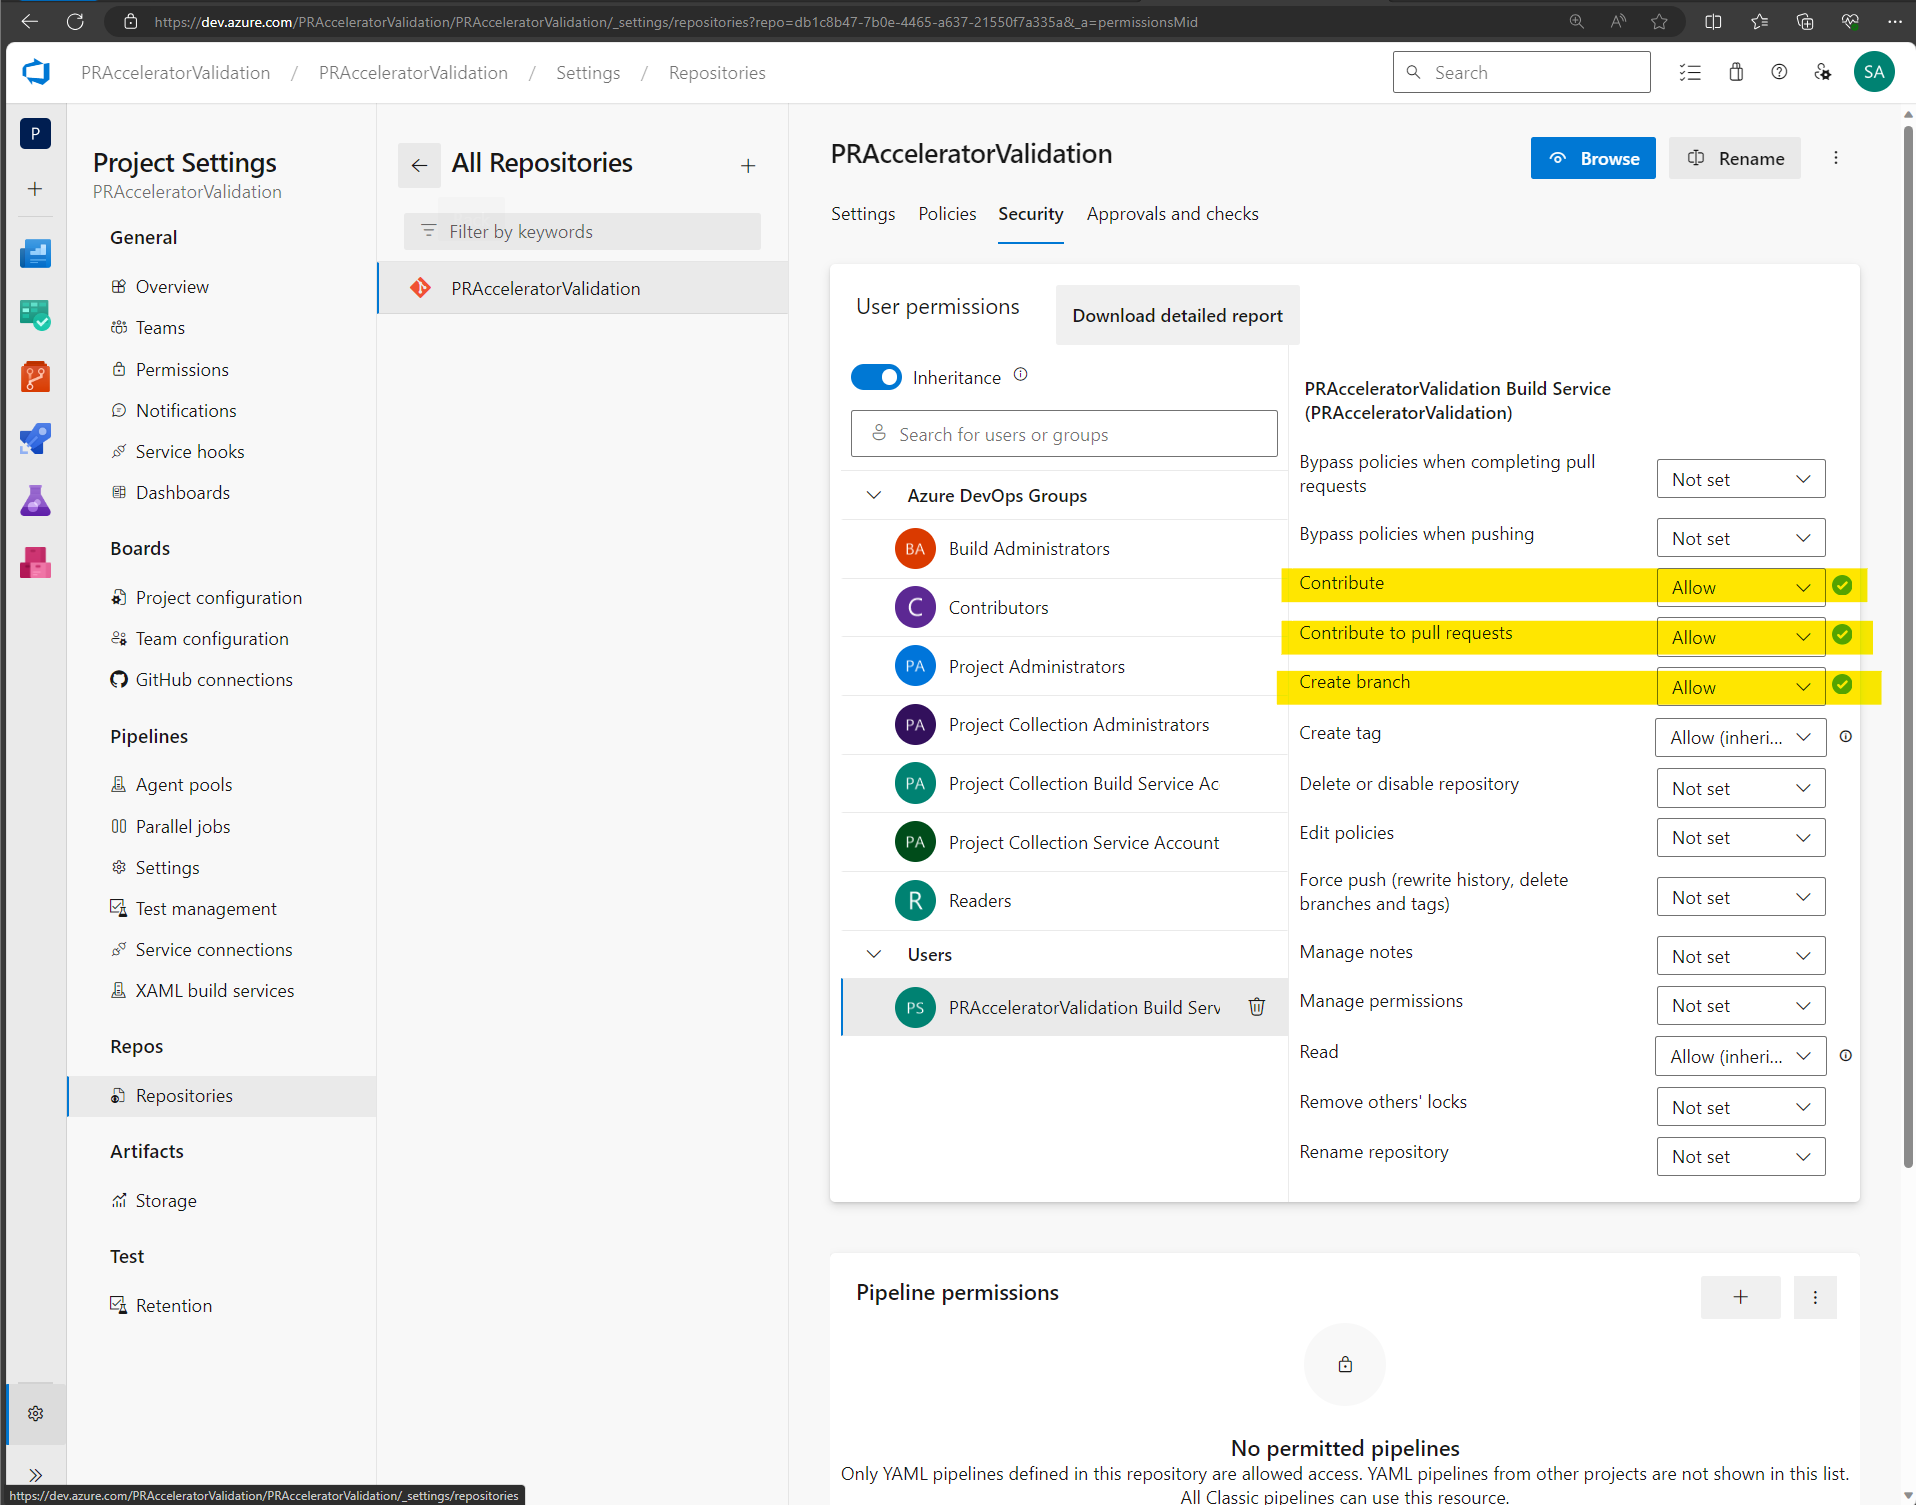 https://dev.azure.com/PRAcceleratorValidation/PRAcceleratorValidation/_settings/repositories?repo=db1c8b47-7b0e-4465-a637-21550f7a335a&_a=permissionsMid
PRAcceleratorValidation / PRAcceleratorValidation / Settings / Repositories
Search
SA
P
Project Settings
PRAcceleratorValidation
General
Overview
Teams
Permissions
Notifications
Service hooks
Dashboards
Boards
Project configuration
Team configuration
GitHub connections
Pipelines
Agent pools
Parallel jobs
Settings
Test management
Service connections
XAML build services
Repos
Repositories
Artifacts
Storage
Test
Retention
All Repositories
Filter by keywords
PRAcceleratorValidation
PRAcceleratorValidation
Browse
Rename
Settings Policies Security Approvals and checks
User permissions
Download detailed report
Inheritance
Search for users or groups
Azure DevOps Groups
BA Build Administrators
C Contributors
PA Project Administrators
PA Project Collection Administrators
PA Project Collection Build Service Ac
PA Project Collection Service Account
R Readers
Users
PS PRAcceleratorValidation Build Serv
PRAcceleratorValidation Build Service
(PRAcceleratorValidation)
Bypass policies when completing pull
requests
Not set
Bypass policies when pushing
Not set
Contribute
Allow
Contribute to pull requests
Allow
Create branch
Allow
Create tag
Allow (inheri...
Delete or disable repository
Not set
Edit policies
Not set
Force push (rewrite history, delete
branches and tags)
Not set
Manage notes
Not set
Manage permissions
Not set
Read
Allow (inheri...
Remove others' locks
Not set
Rename repository
Not set
Pipeline permissions
No permitted pipelines
Only YAML pipelines defined in this repository are allowed access. YAML pipelines from other projects are not shown in this list.
All Classic pipelines can use this resource.
https://dev.azure.com/PRAcceleratorValidation/PRAcceleratorValidation/_settings/repositories